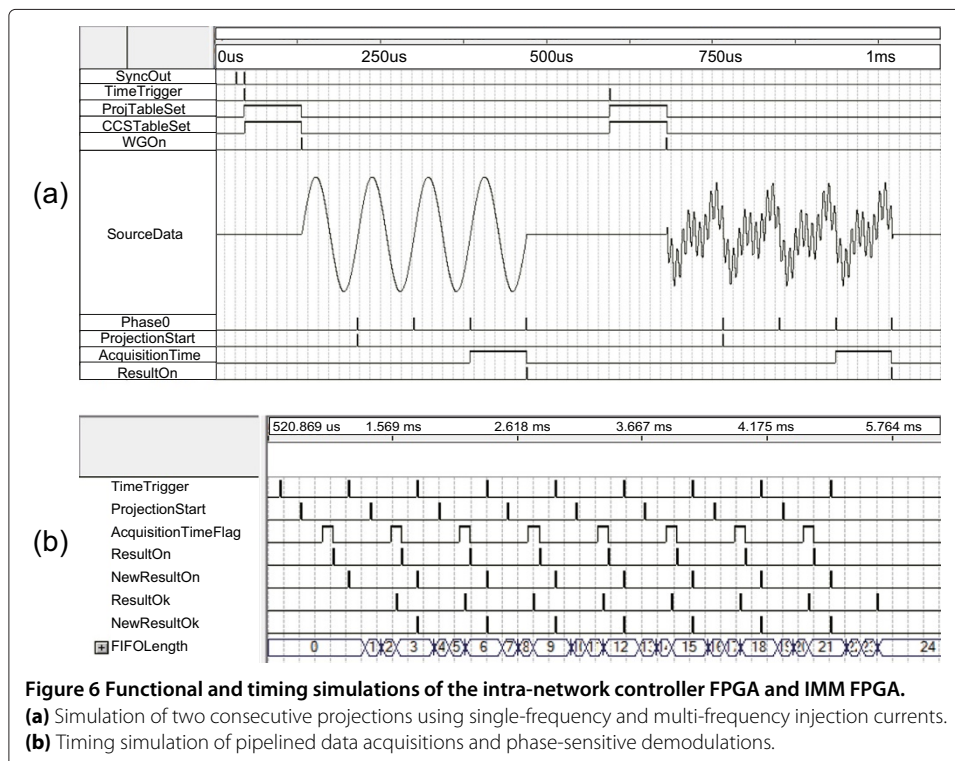 0us 250us 500us 750us 1ms
SyncOut
TimeTrigger
ProjTableSet
CCSTableSet
WGOn
(a)
SourceData
Phase0
ProjectionStart
AcquisitionTime
ResultOn
520.869 us 1.569 ms 2.618 ms 3.667 ms 4.175 ms 5.764 ms
TimeTrigger
ProjectionStart
(b)
AcquisitionTimeFlag
ResultOn
NewResultOn
ResultOk
NewResultOk
FIFOLength 0 1 2 3 4 5 6 7 8 9 12 15 18 21 24
Figure 6 Functional and timing simulations of the intra-network controller FPGA and IMM FPGA.
(a) Simulation of two consecutive projections using single-frequency and multi-frequency injection currents.
(b) Timing simulation of pipelined data acquisitions and phase-sensitive demodulations.